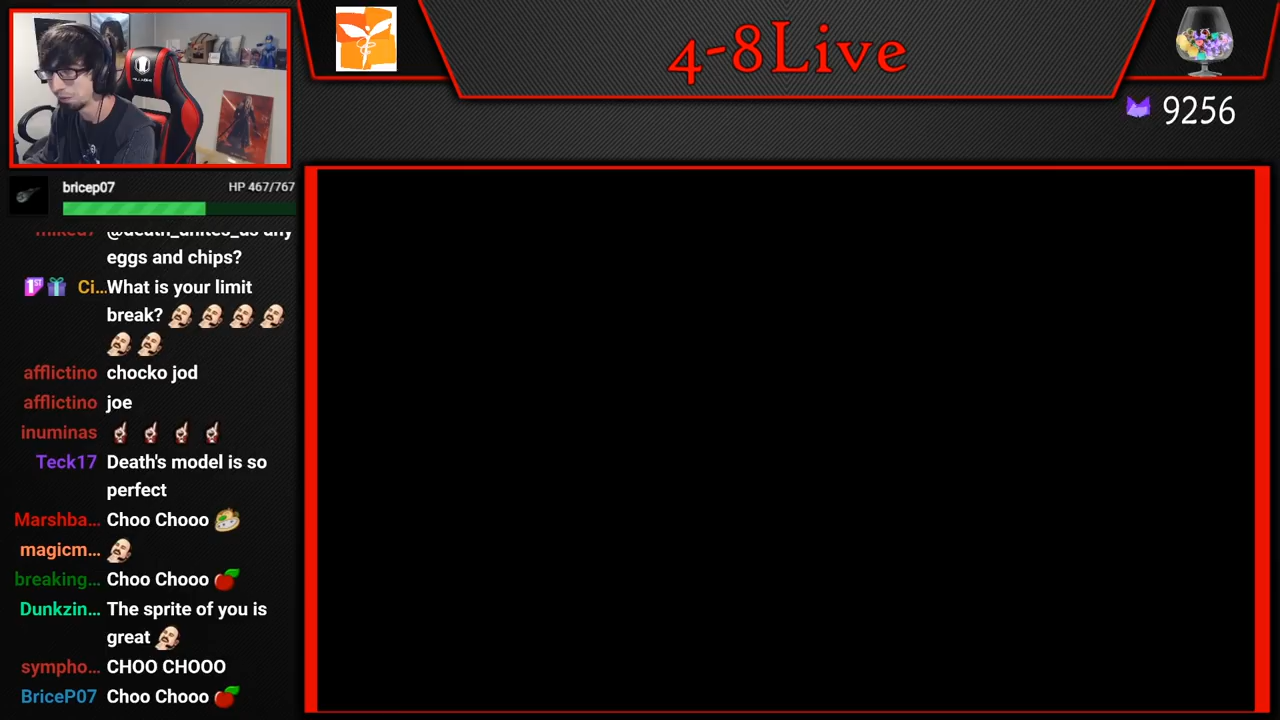 4-8Live
9256
bricep07 HP 467/767
eggs and chips?
Ci... What is your limit
break?
afflictino chocko jod
afflictino joe
inuminas
Teck17 Death's model is so
perfect
Marshba... Choo Chooo
magicm...
breaking... Choo Chooo
Dunkzin... The sprite of you is
great
sympho... CHOO CHOOO
BriceP07 Choo Chooo